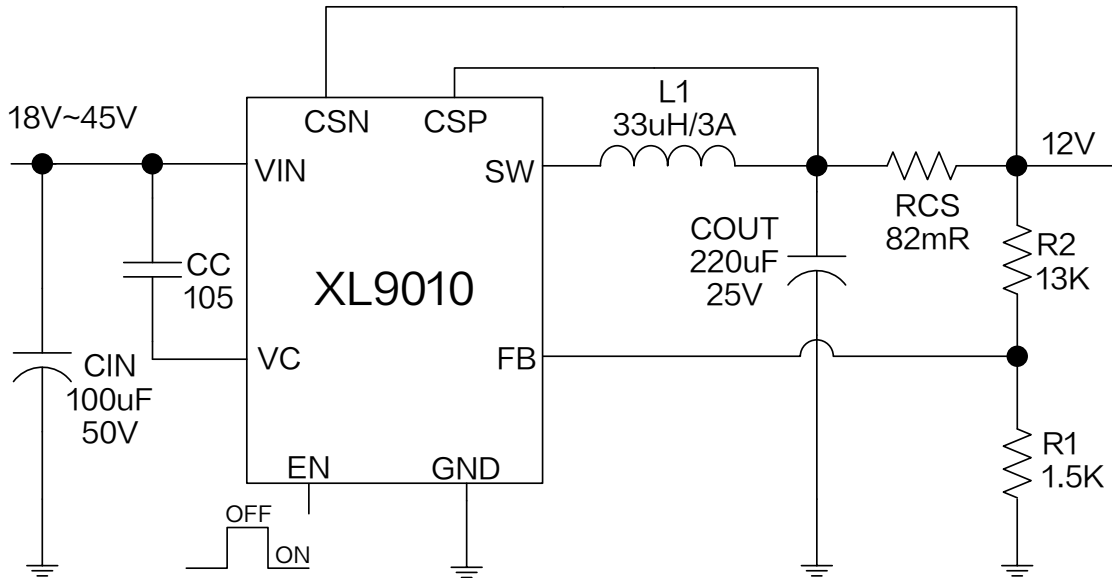 CSN
CSP
L1
33uH/3A
18V~45V
12V
VIN
SW
RCS
82mR
COUT
220uF
25V
R2
13K
CC
105
XL9010
VC
FB
CIN
100uF
50V
R1
1.5K
EN
GND
OFF
ON